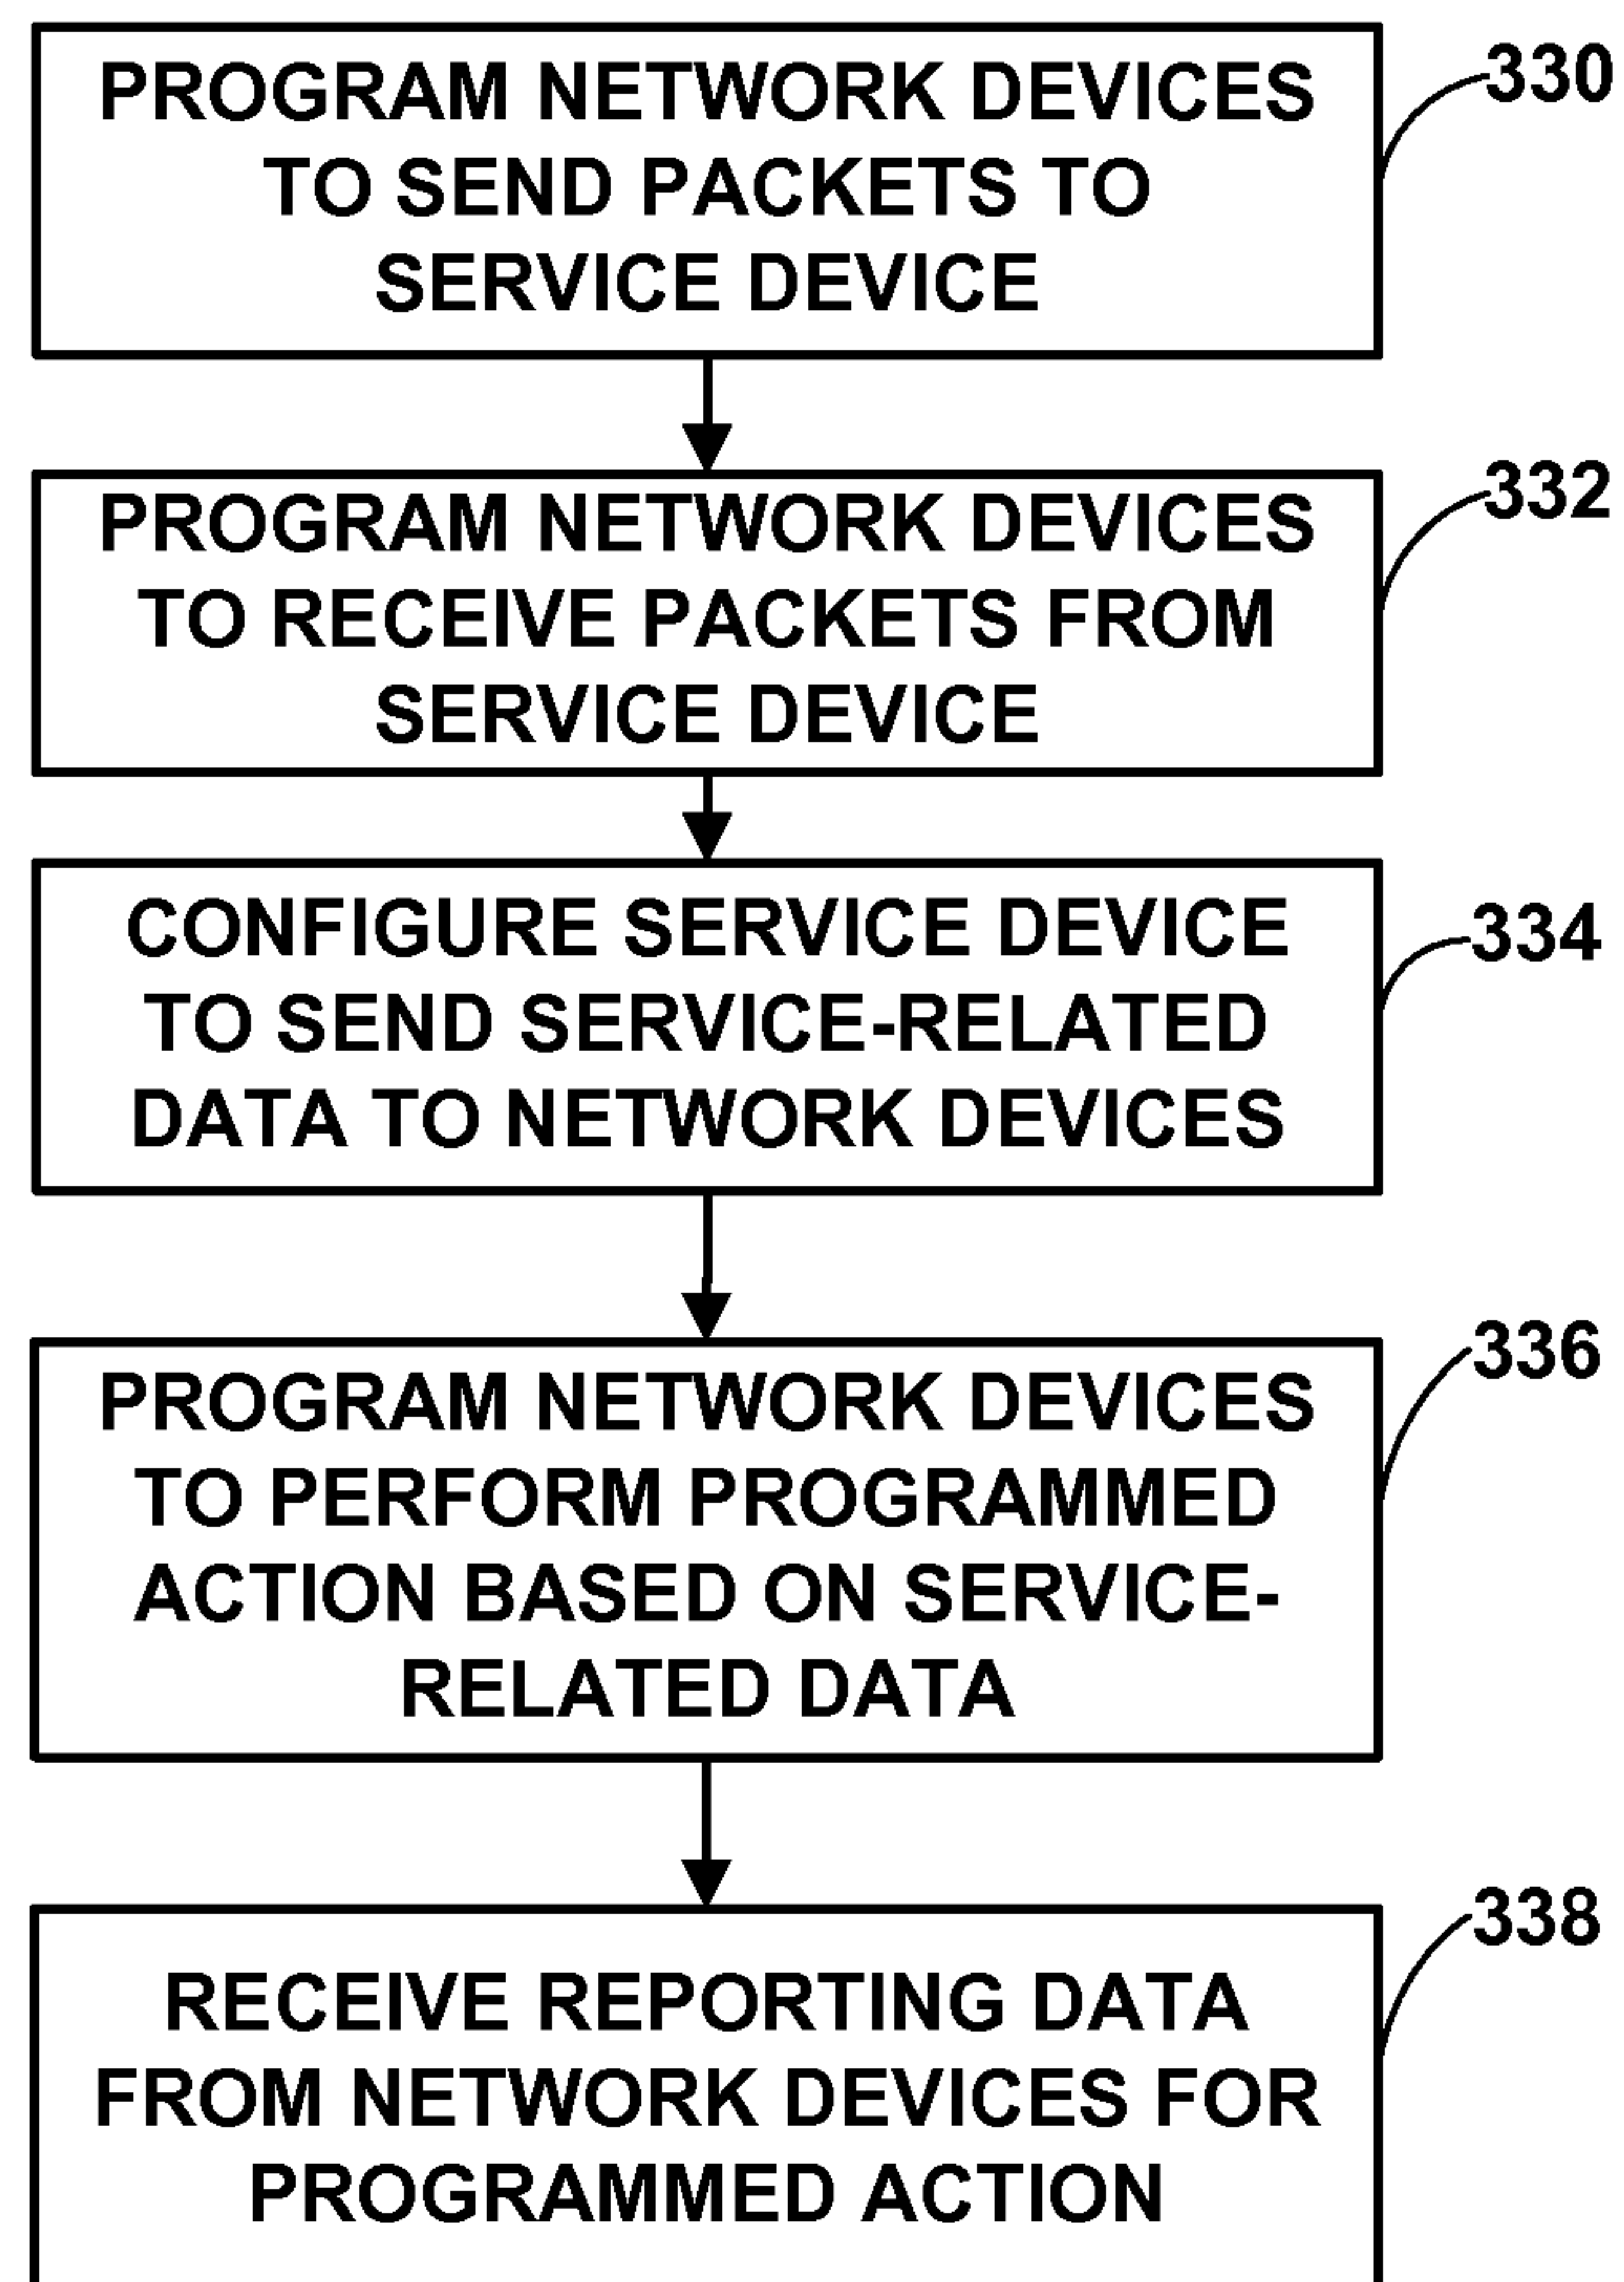 PROGRAM NETWORK DEVICES
TO SEND PACKETS TO
SERVICE DEVICE
330
PROGRAM NETWORK DEVICES
TO RECEIVE PACKETS FROM
SERVICE DEVICE
332
CONFIGURE SERVICE DEVICE
TO SEND SERVICE-RELATED
DATA TO NETWORK DEVICES
334
PROGRAM NETWORK DEVICES
TO PERFORM PROGRAMMED
ACTION BASED ON SERVICE-
RELATED DATA
336
RECEIVE REPORTING DATA
FROM NETWORK DEVICES FOR
PROGRAMMED ACTION
338